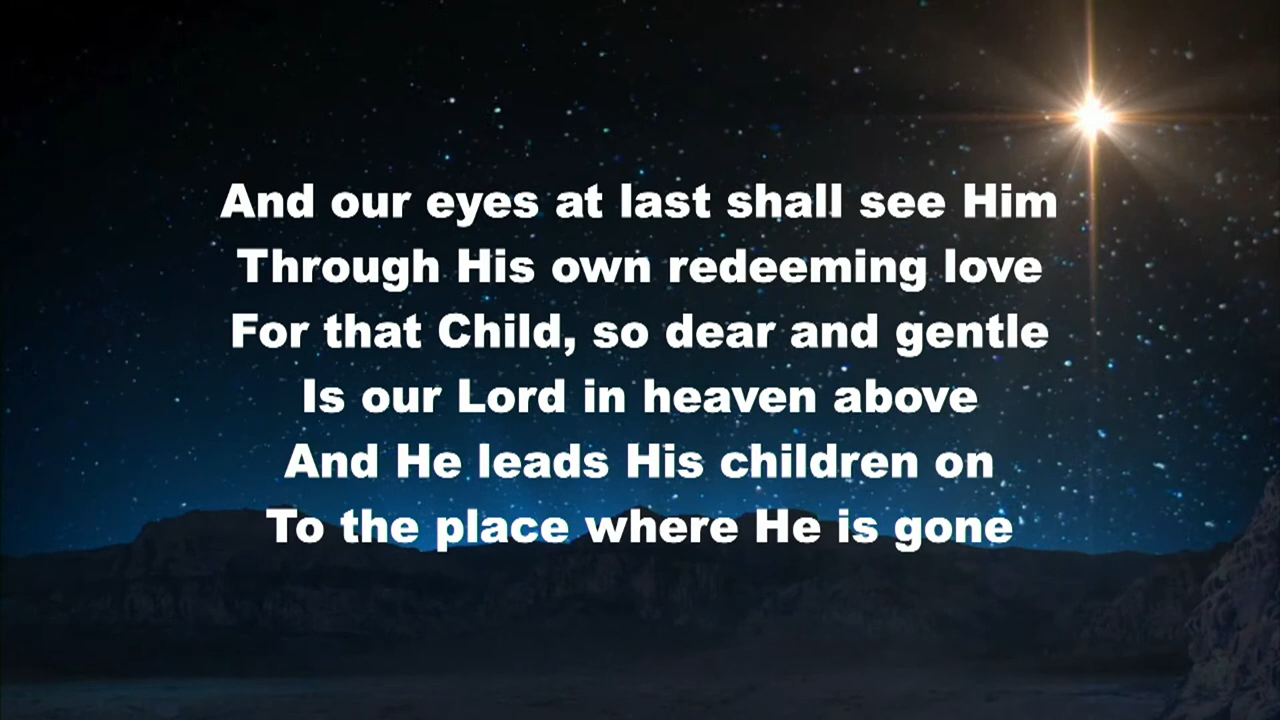 And our eyes at last shall see Him
Through His own redeeming love
For that Child, so dear and gentle
Is our Lord in heaven above
And He leads His children on
To the place where He is gone